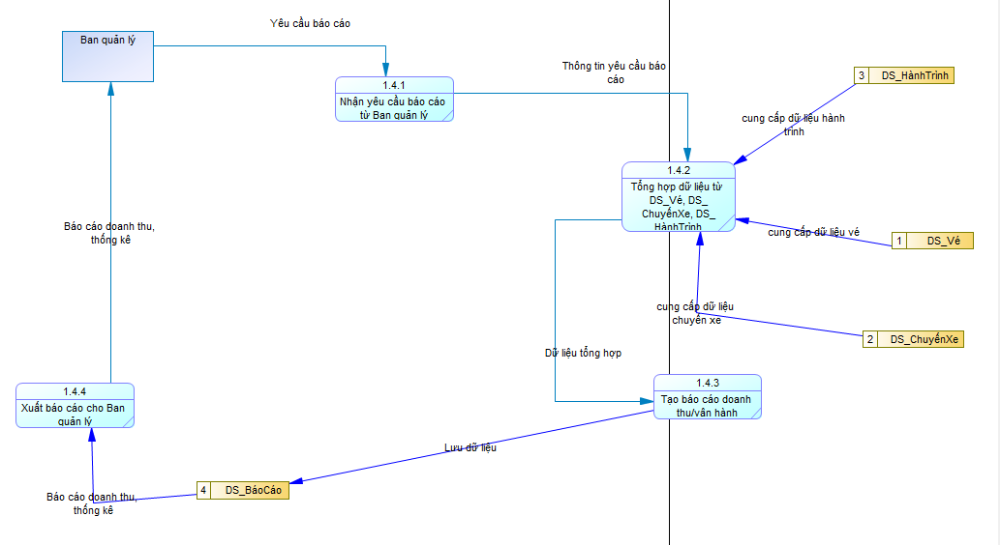 Yêu cầu báo cáo
Ban quản lý
1.4.1
Nhận yêu cầu báo cáo
từ Ban quản lý
Thông tin yêu cầu báo
cáo
3 DS_HànhTrình
cung cấp dữ liệu hành
trình
1.4.2
Tổng hợp dữ liệu từ
DS_Vé, DS_
ChuyếnXe, DS_
HànhTrình
Báo cáo doanh thu,
thống kê
cung cấp dữ liệu vé
1 DS_Vé
cung cấp dữ liệu
chuyến xe
2 DS_ChuyếnXe
Dữ liệu tổng hợp
1.4.3
Tạo báo cáo doanh
thu/vận hành
1.4.4
Xuất báo cáo cho Ban
quản lý
Lưu dữ liệu
4 DS_BáoCáo
Báo cáo doanh thu,
thống kê